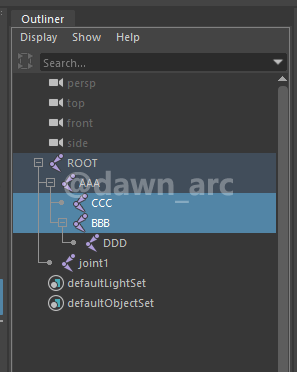 Outliner
Display Show Help
Search...
persp
top
front
side
ROOT
AAA
@dawn_arc
CCC
BBB
DDD
joint1
defaultLightSet
defaultObjectSet